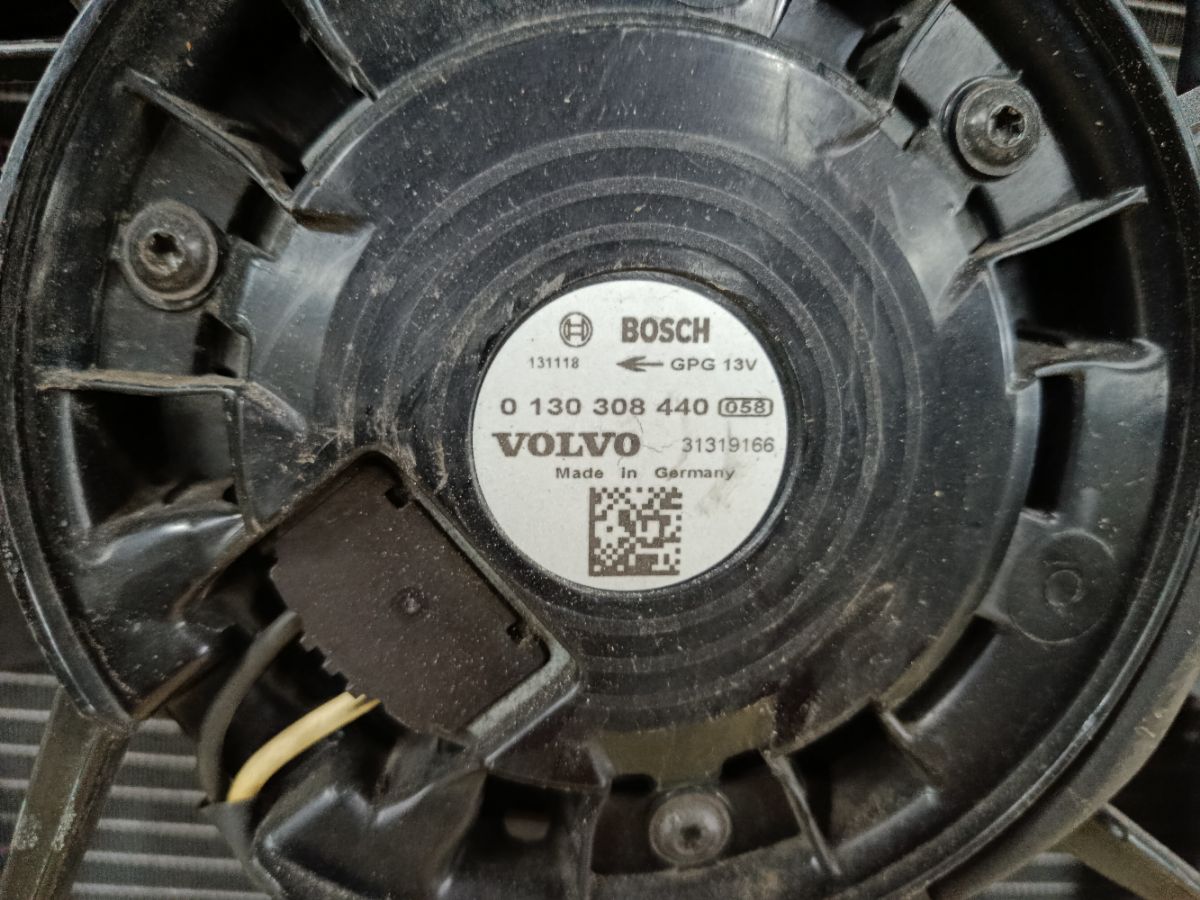 BOSCH
131118 GPG 13V
0 130 308 440 058
VOLVO 31319166
Made in Germany